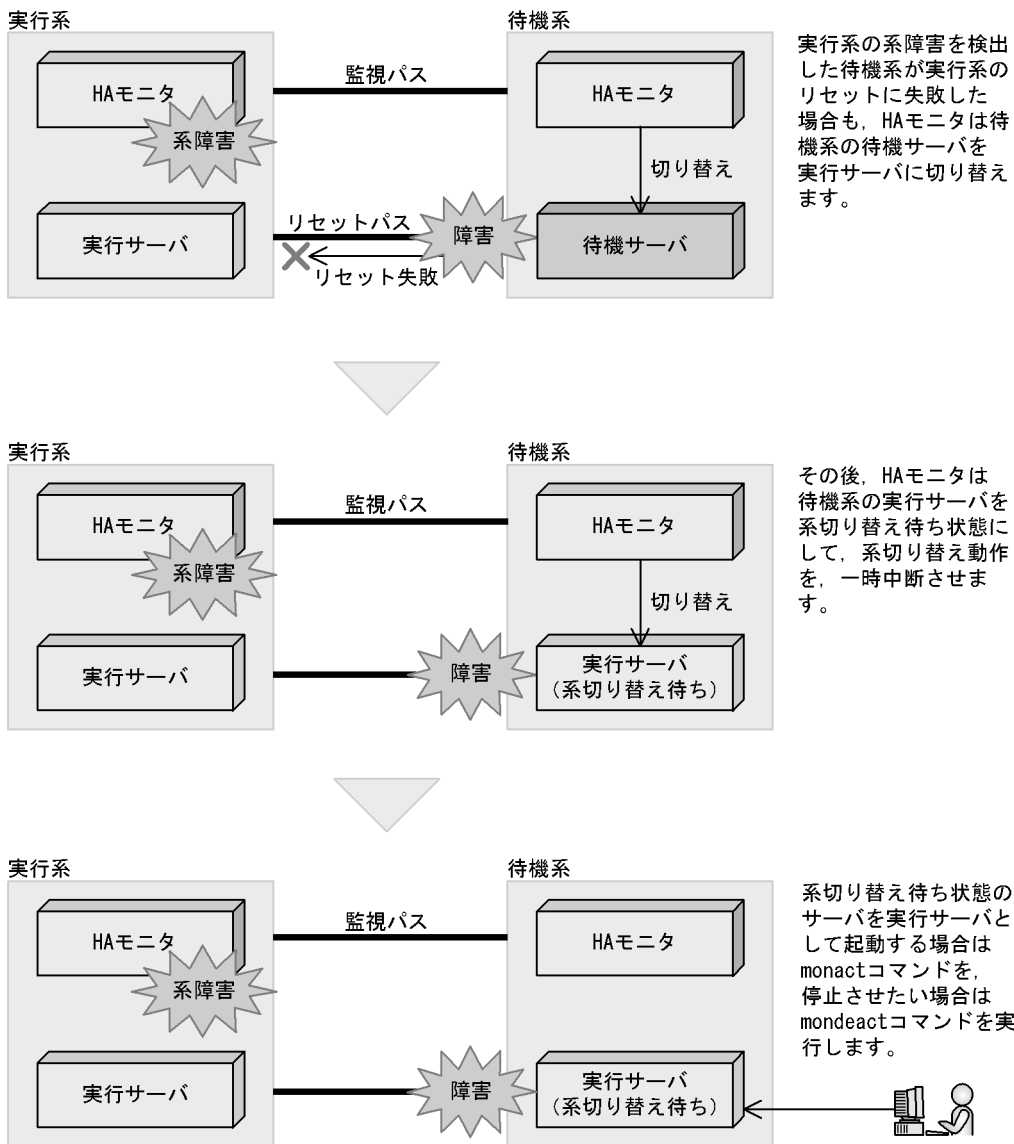 実行系
待機系
HAモニタ
監視パス
HAモニタ
系障害
切り替え
実行サーバ
リセットパス
障害
待機サーバ
リセット失敗
実行系の系障害を検出
した待機系が実行系の
リセットに失敗した
場合も，HAモニタは待
機系の待機サーバを
実行サーバに切り替え
ます。
実行系
待機系
HAモニタ
監視パス
HAモニタ
系障害
切り替え
実行サーバ
障害
実行サーバ
（系切り替え待ち）
その後，HAモニタは
待機系の実行サーバを
系切り替え待ち状態に
して，系切り替え動作
を，一時中断させま
す。
実行系
待機系
HAモニタ
監視パス
HAモニタ
系障害
実行サーバ
障害
実行サーバ
（系切り替え待ち）
系切り替え待ち状態の
サーバを実行サーバと
して起動する場合は
monactコマンドを，
停止させたい場合は
mondeactコマンドを実
行します。